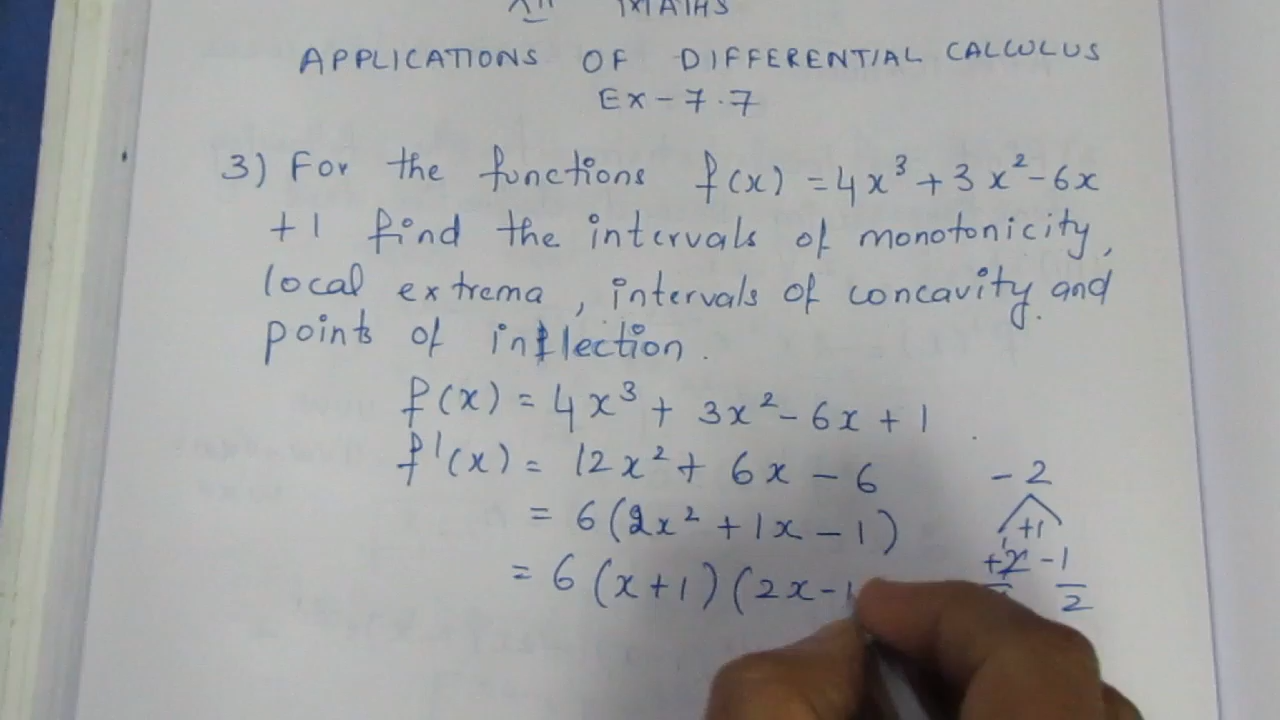 XII MATHS
APPLICATIONS OF DIFFERENTIAL CALCULUS
EX-7.7
3) For the functions f(x) = 4x³ + 3x² - 6x
+1 find the intervals of monotonicity,
local extrema, intervals of concavity and
points of inflection.
f(x) = 4x³ + 3x² - 6x + 1
f'(x) = 12x² + 6x - 6
= 6(2x² + 1x - 1)
= 6(x+1)(2x-1
-2
+1
-1
2